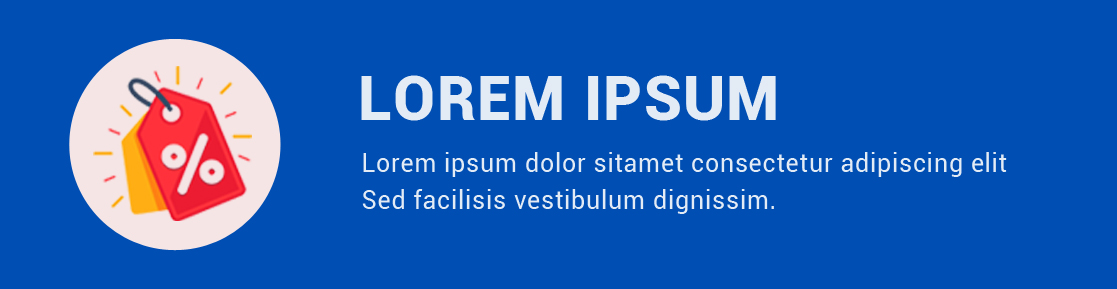 LOREM IPSUM
Lorem ipsum dolor sitamet consectetur adipiscing elit
Sed facilisis vestibulum dignissim.
%